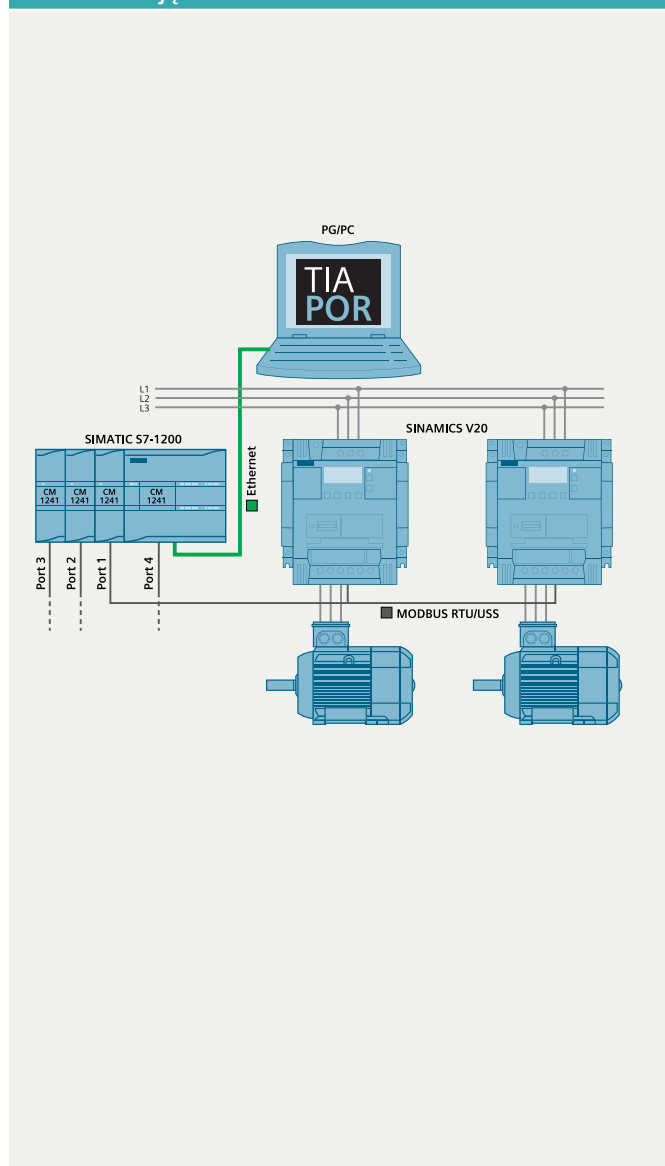 PG/PC
TIA
POR
L1
L2
L3
SIMATIC S7-1200
SINAMICS V20
CM
1241
CM
1241
CM
1241
CM
1241
Ethernet
Port 3
Port 2
Port 1
Port 4
MODBUS RTU/USS